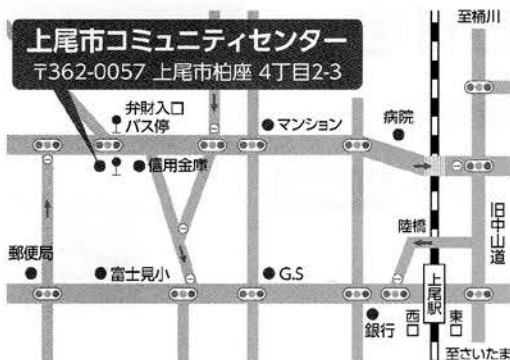 至桶川
上尾市コミュニティセンター
〒362-0057 上尾市柏座 4丁目2-3
弁財入口
バス停
マンション
病院
信用金庫
陸橋
旧中山道
郵便局
富士見小
G.S
上尾駅
銀行
西口
東口
至さいたま